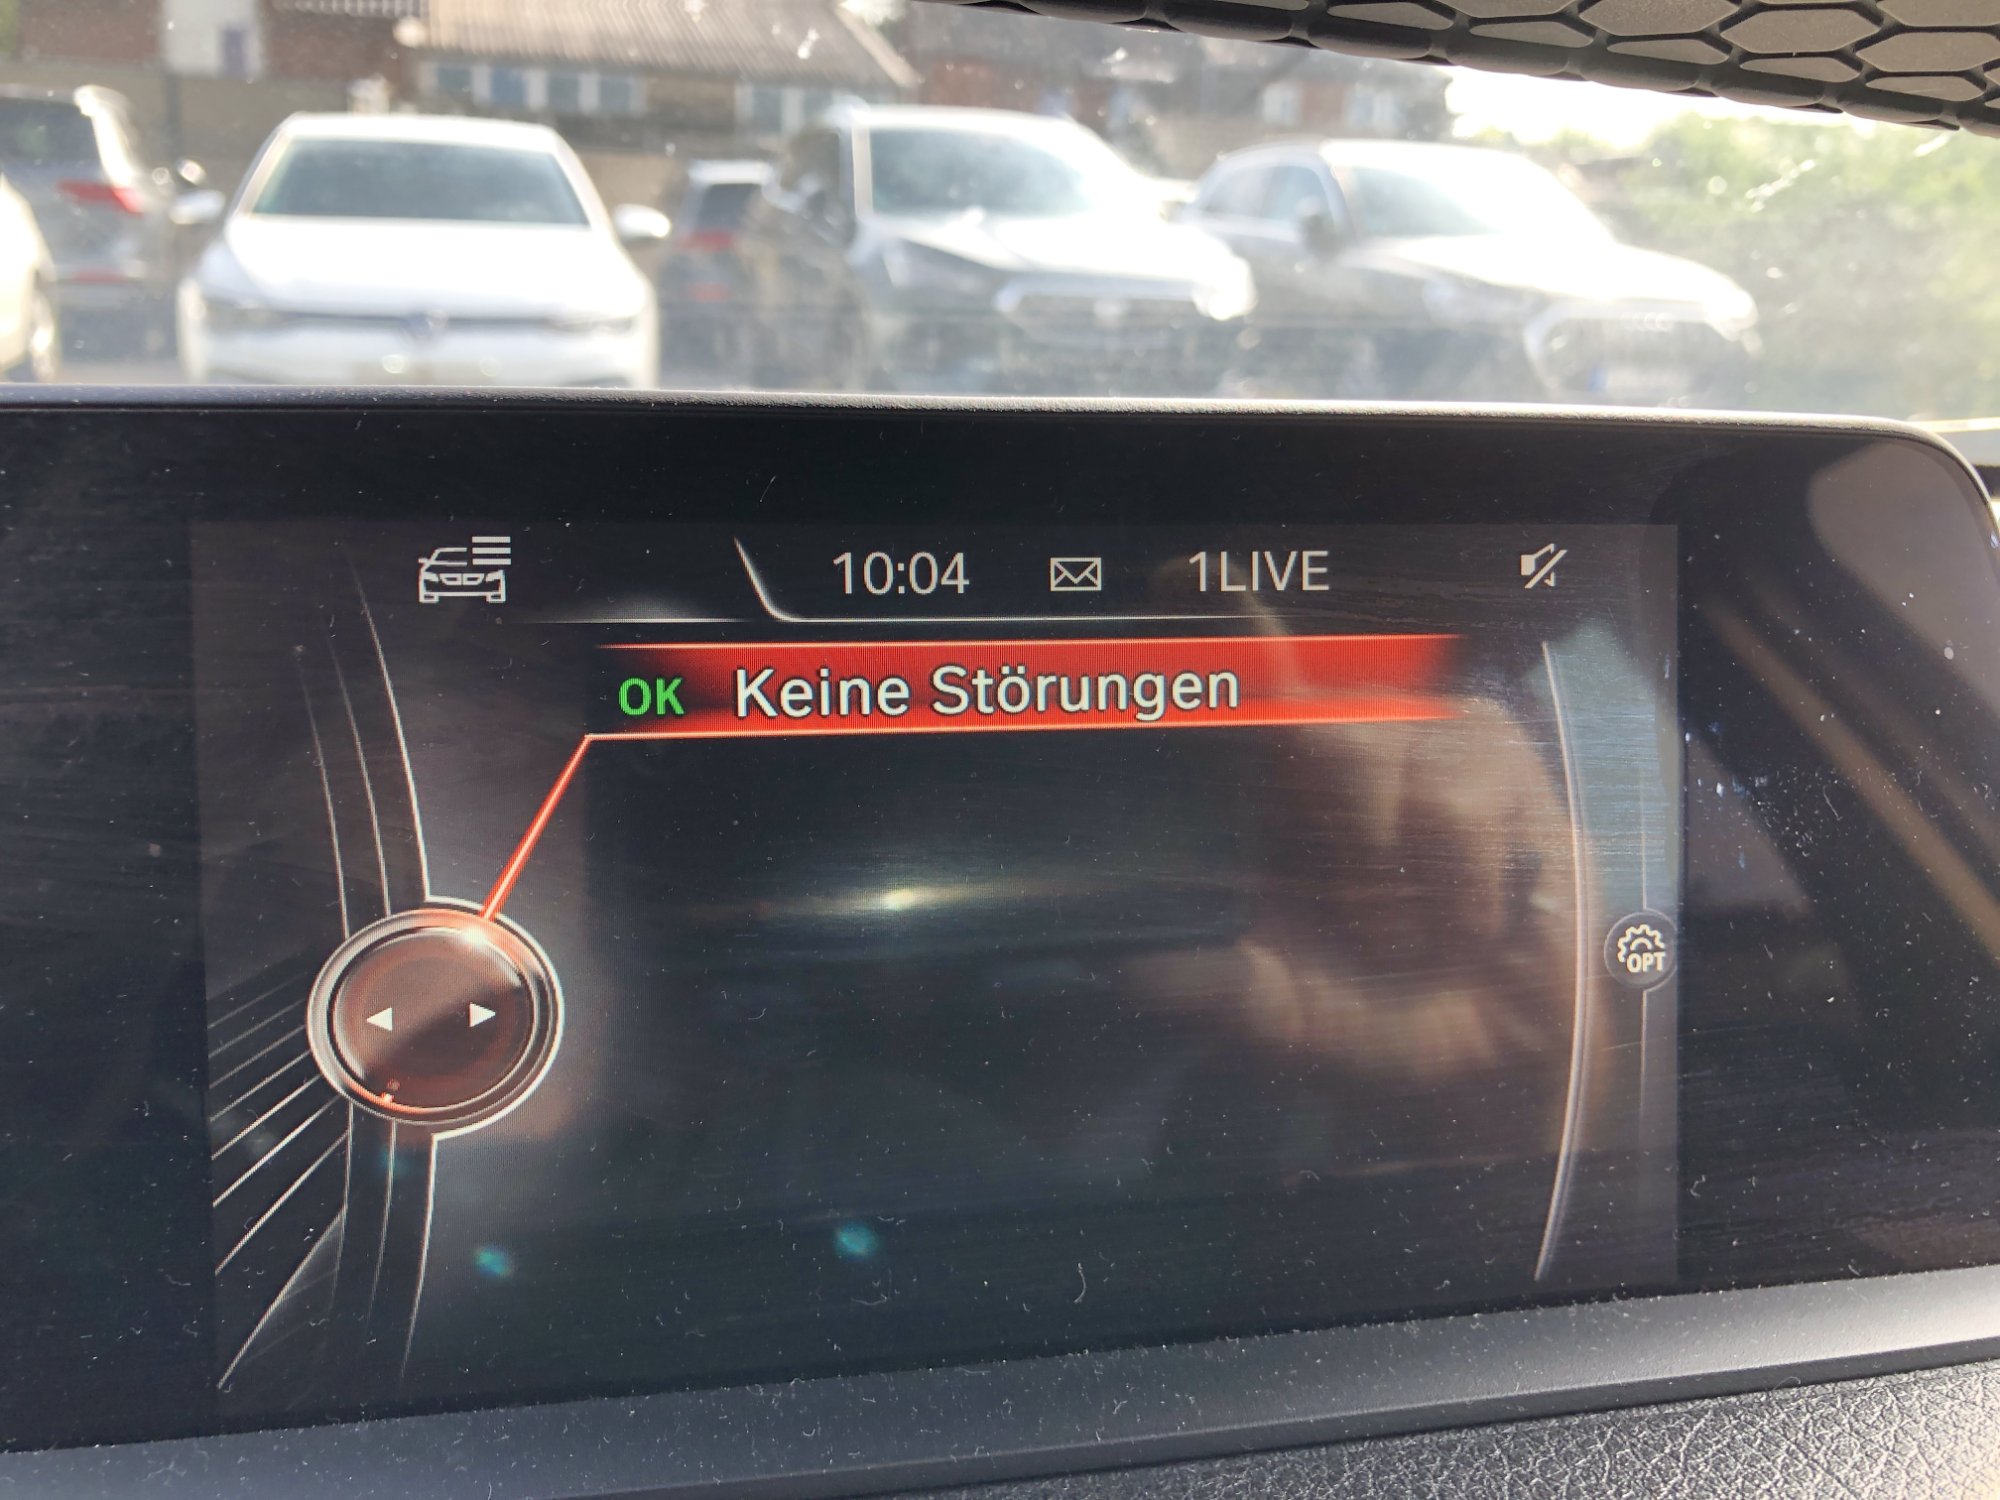 10:04 1LIVE
OK Keine Störungen
OPT